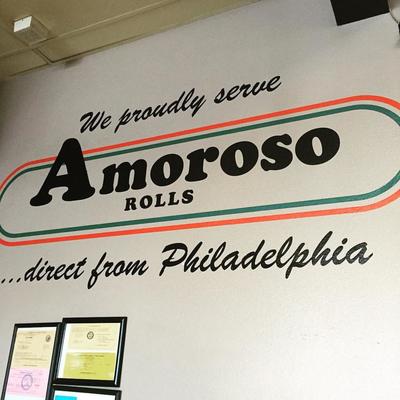 We proudly serve
Amoroso
ROLLS
...direct from Philadelphia